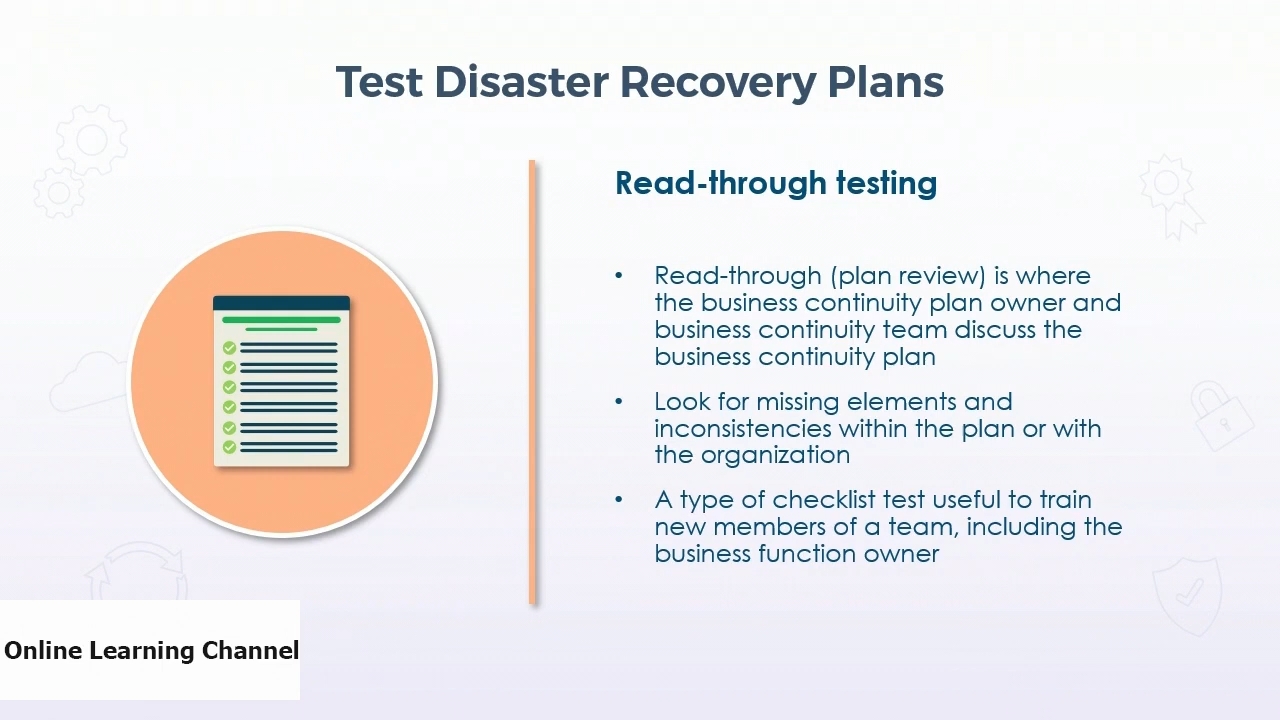 Test Disaster Recovery Plans
Read-through testing
• Read-through (plan review) is where
the business continuity plan owner and
business continuity team discuss the
business continuity plan
• Look for missing elements and
inconsistencies within the plan or with
the organization
• A type of checklist test useful to train
new members of a team, including the
business function owner
Online Learning Channel